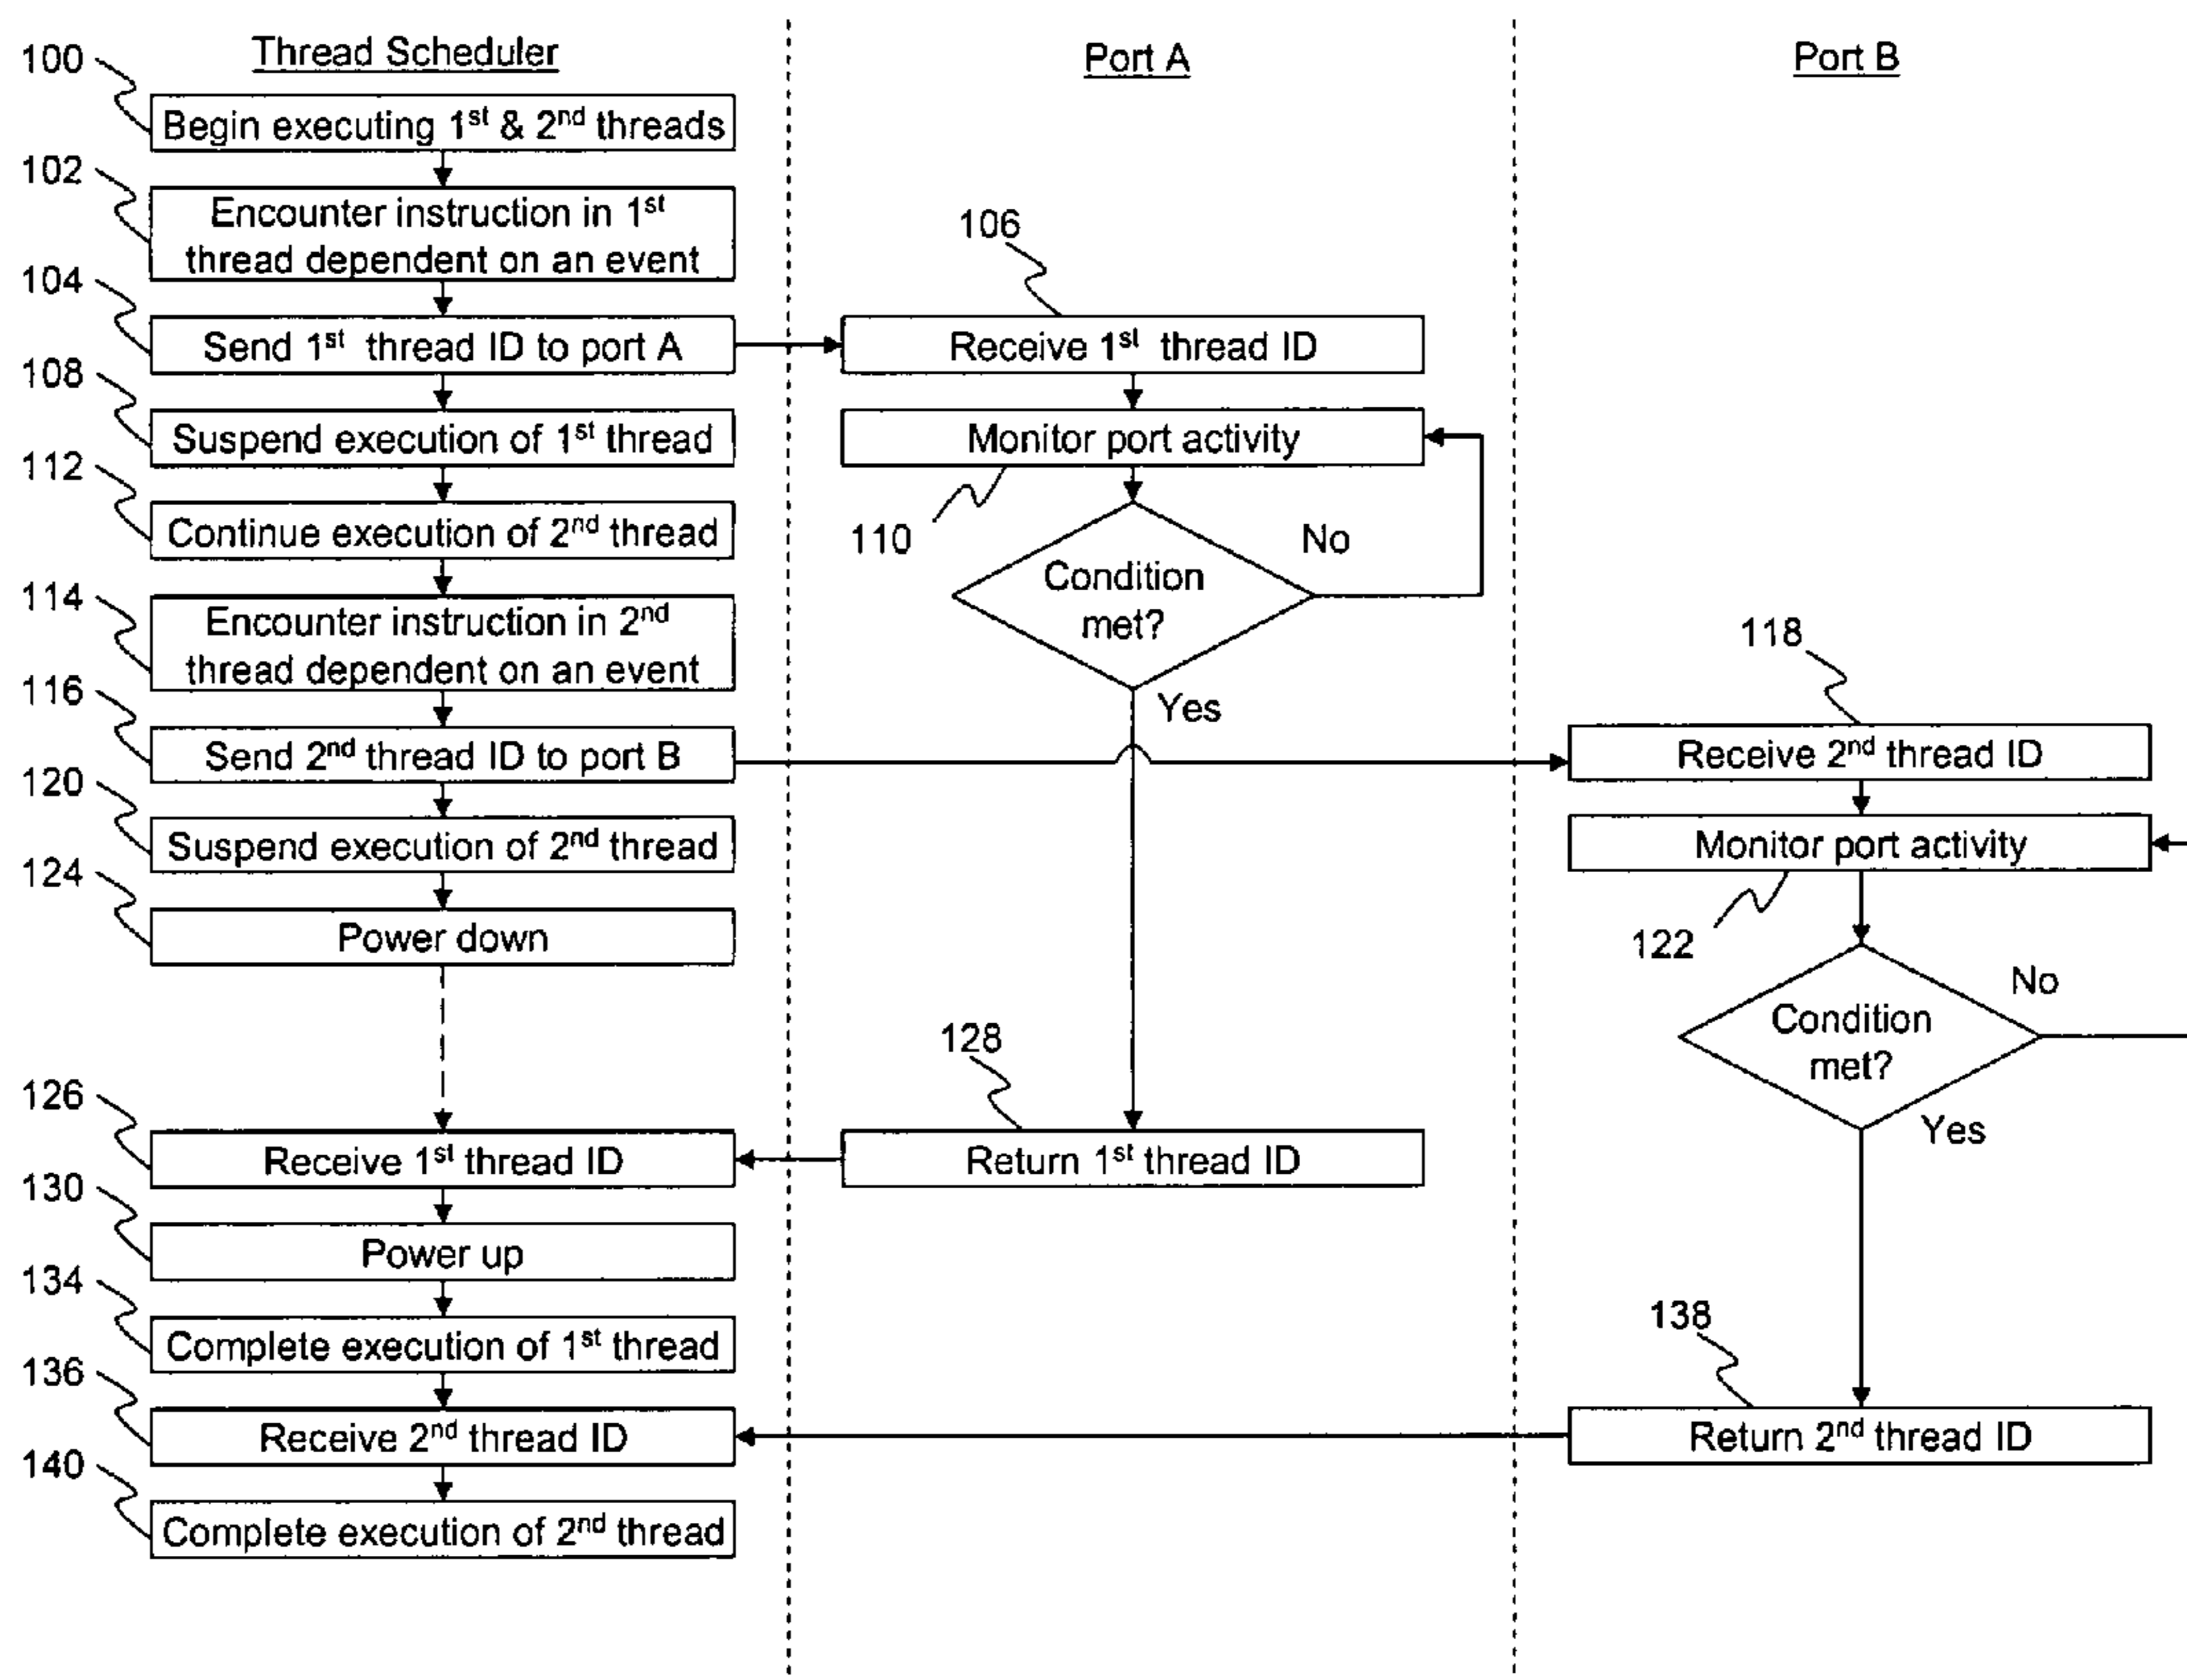 Thread Scheduler
100
Begin executing 1st & 2nd threads
102
Encounter instruction in 1st
thread dependent on an event
104
Send 1st thread ID to port A
108
Suspend execution of 1st thread
112
Continue execution of 2nd thread
114
Encounter instruction in 2nd
thread dependent on an event
116
Send 2nd thread ID to port B
120
Suspend execution of 2nd thread
124
Power down
126
Receive 1st thread ID
130
Power up
134
Complete execution of 1st thread
136
Receive 2nd thread ID
140
Complete execution of 2nd thread
Port A
106
Receive 1st thread ID
Monitor port activity
110
No
Condition
met?
Yes
128
Return 1st thread ID
Port B
118
Receive 2nd thread ID
Monitor port activity
122
No
Condition
met?
Yes
138
Return 2nd thread ID